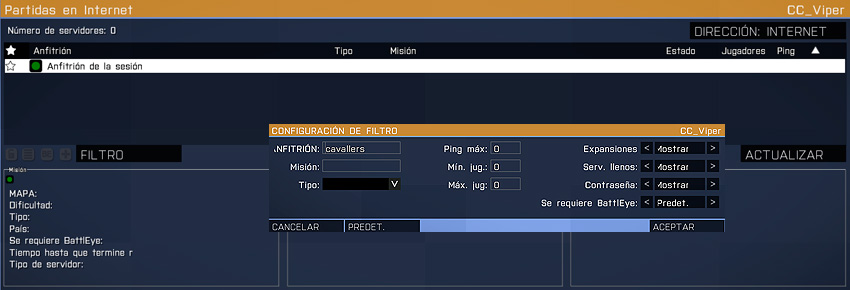 Partidas en Internet CC_Viper
Número de servidores: 0 DIRECCIÓN: INTERNET
Anfitrión Tipo Misión Estado Jugadores Ping
Anfitrión de la sesión
CONFIGURACIÓN DE FILTRO CC_Viper
ANFITRIÓN: cavallers Ping máx: 0 Expansiones < Mostrar >
Misión: Mín. jug.: 0 Serv. llenos: < Mostrar >
Tipo: Máx. jug: 0 Contraseña: < Mostrar >
Se requiere BattlEye: < Predet. >
CANCELAR PREDET. ACEPTAR
FILTRO ACTUALIZAR
Misión
MAPA:
Dificultad:
Tipo:
País:
Se requiere BattlEye:
Tiempo hasta que termine r
Tipo de servidor: